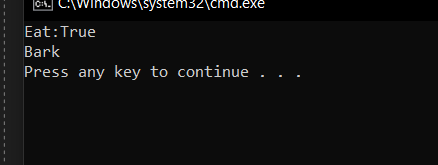 C:\Windows\system32\cmd.exe
Eat:True
Bark
Press any key to continue . . .